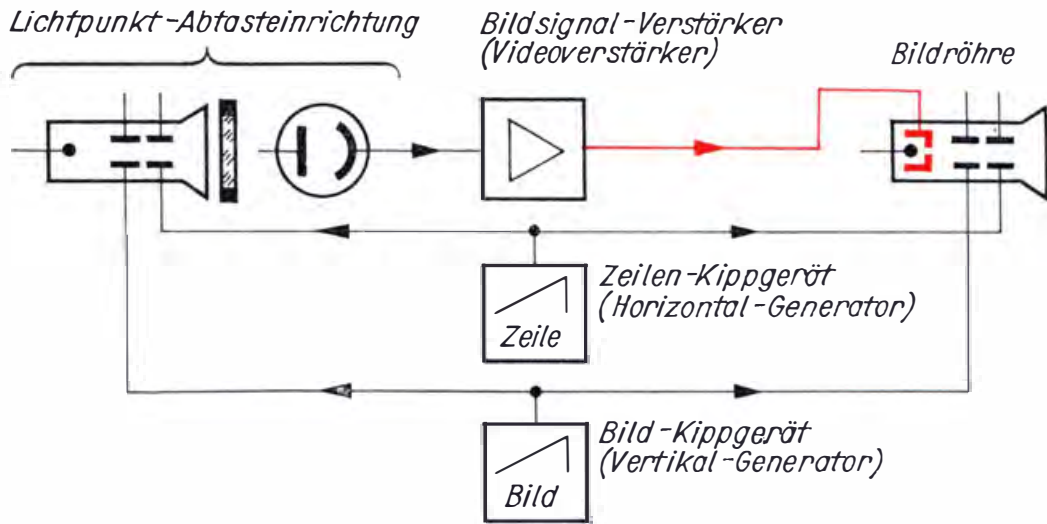 Lichtpunkt-Abtasteinrichtung
Bildsignal-Verstärker
(Videoverstärker)
Bildröhre
Zeilen-Kippgerät
(Horizontal-Generator)
Zeile
Bild-Kippgerät
(Vertikal-Generator)
Bild